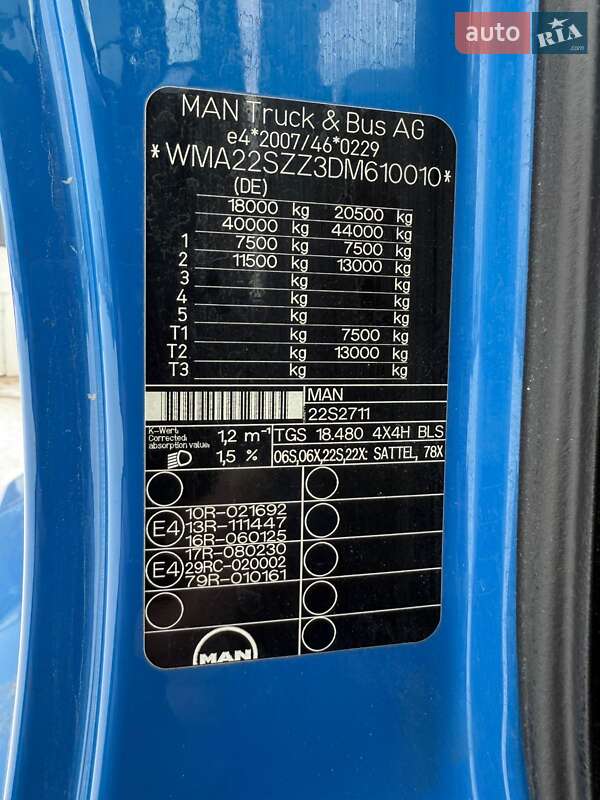 auto RIA .com
MAN Truck & Bus AG
e4*2007/46*0229
*WMA22SZZ3DM610010*
(DE)
18000 kg 20500 kg
40000 kg 44000 kg
1 7500 kg 7500 kg
2 11500 kg 13000 kg
3 kg kg
4 kg kg
5 kg kg
T1 kg 7500 kg
T2 kg 13000 kg
T3 kg kg
MAN
22S2711
K-Wert:
Corrected
absorption value:
1,2 m-1
TGS 18.480 4X4H BLS
1,5 %
06S,06X,22S,22X: SATTEL, 78X
10R-021692
E4 13R-111447
16R-060125
17R-080230
E4 29RC-020002
79R-010161
MAN